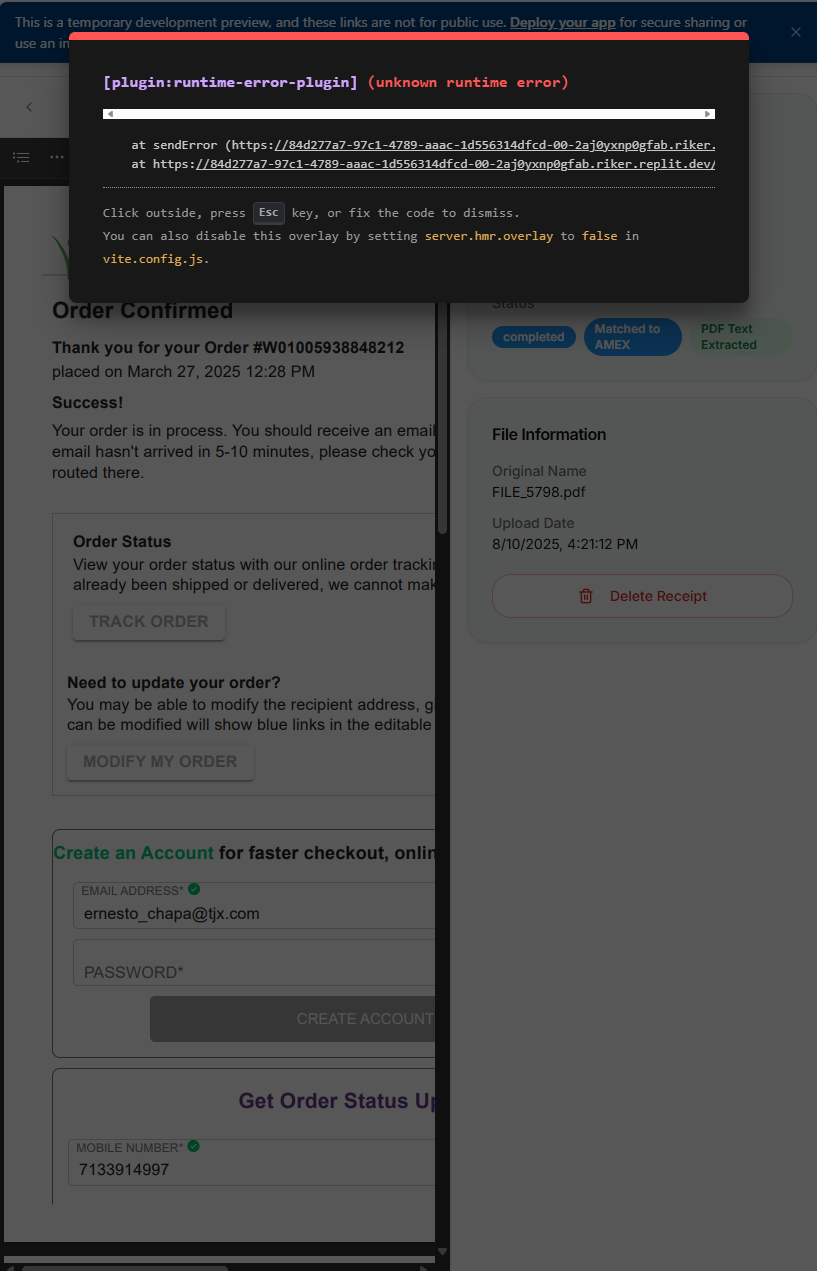 This is a temporary development preview, and these links are not for public use. Deploy your app for secure sharing or
use an in
[plugin:runtime-error-plugin] (unknown runtime error)
at sendError (https://84d277a7-97c1-4789-aaac-1d556314dfcd-00-2aj0yxnp0gfab.riker.
at https://84d277a7-97c1-4789-aaac-1d556314dfcd-00-2aj0yxnp0gfab.riker.replit.dev/
Click outside, press Esc key, or fix the code to dismiss.
You can also disable this overlay by setting server.hmr.overlay to false in
vite.config.js.
Order Confirmed
Thank you for your Order #W01005938848212
placed on March 27, 2025 12:28 PM
Success!
Your order is in process. You should receive an email
email hasn't arrived in 5-10 minutes, please check yo
routed there.
Order Status
View your order status with our online order trackin
already been shipped or delivered, we cannot mak
TRACK ORDER
Need to update your order?
You may be able to modify the recipient address, g
can be modified will show blue links in the editable
MODIFY MY ORDER
Create an Account for faster checkout, onlin
EMAIL ADDRESS*
ernesto_chapa@tjx.com
PASSWORD*
CREATE ACCOUNT
Get Order Status Up
MOBILE NUMBER*
7133914997
Status
completed
Matched to
AMEX
PDF Text
Extracted
File Information
Original Name
FILE_5798.pdf
Upload Date
8/10/2025, 4:21:12 PM
Delete Receipt